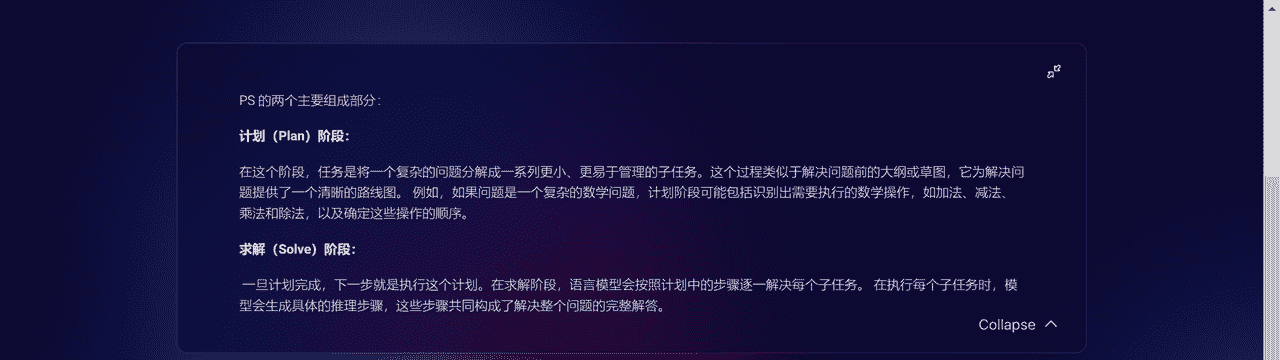 PS 的两个主要组成部分：
计划（Plan）阶段：
在这个阶段，任务是将一个复杂的问题分解成一系列更小、更易于管理的子任务。这个过程类似于解决问题前的大纲或草图，它为解决问
题提供了一个清晰的路线图。 例如，如果问题是一个复杂的数学问题，计划阶段可能包括识别出需要执行的数学操作，如加法、减法、
乘法和除法，以及确定这些操作的顺序。
求解（Solve）阶段：
一旦计划完成，下一步就是执行这个计划。在求解阶段，语言模型会按照计划中的步骤逐一解决每个子任务。 在执行每个子任务时，模
型会生成具体的推理步骤，这些步骤共同构成了解决整个问题的完整解答。
Collapse